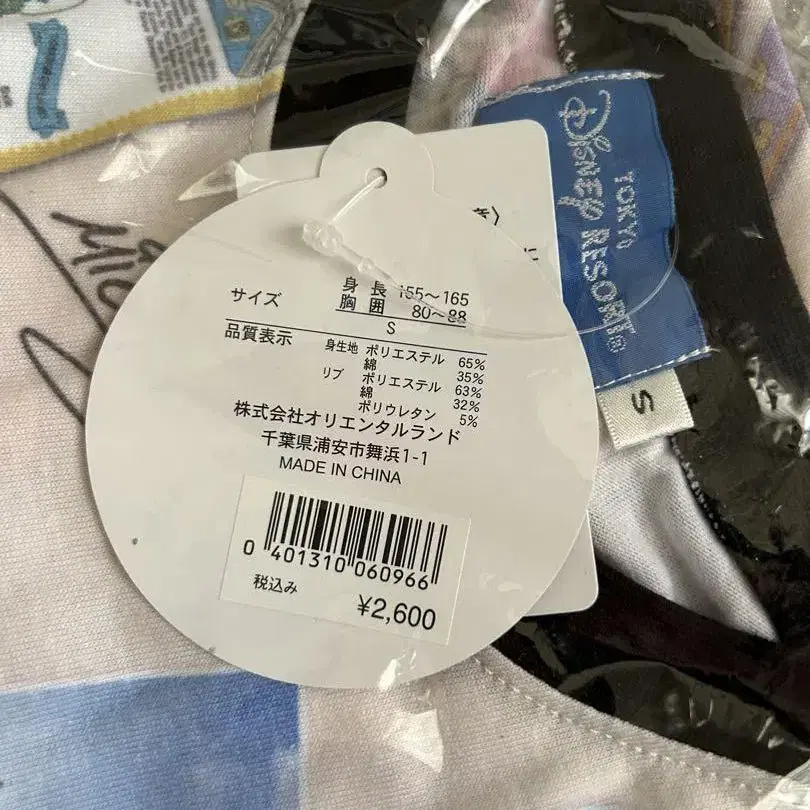 サイズ 身長 155～165
胸囲 80～88
S
品質表示 身生地 ポリエステル 65%
綿 35%
リブ ポリエステル 63%
綿 32%
ポリウレタン 5%
株式会社オリエンタルランド
千葉県浦安市舞浜1-1
MADE IN CHINA
0 401310 060966
税込み
¥2,600
TOKYO
Disney RESORT®
S